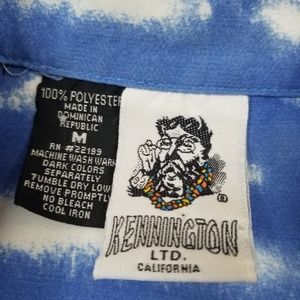 100% POLYESTER
MADE IN
DOMINICAN
REPUBLIC
M
RN #22199
MACHINE WASH WARM
DARK COLORS
SEPARATELY
TUMBLE DRY LOW
REMOVE PROMPTLY
NO BLEACH
COOL IRON
®
KENNINGTON
LTD.
CALIFORNIA